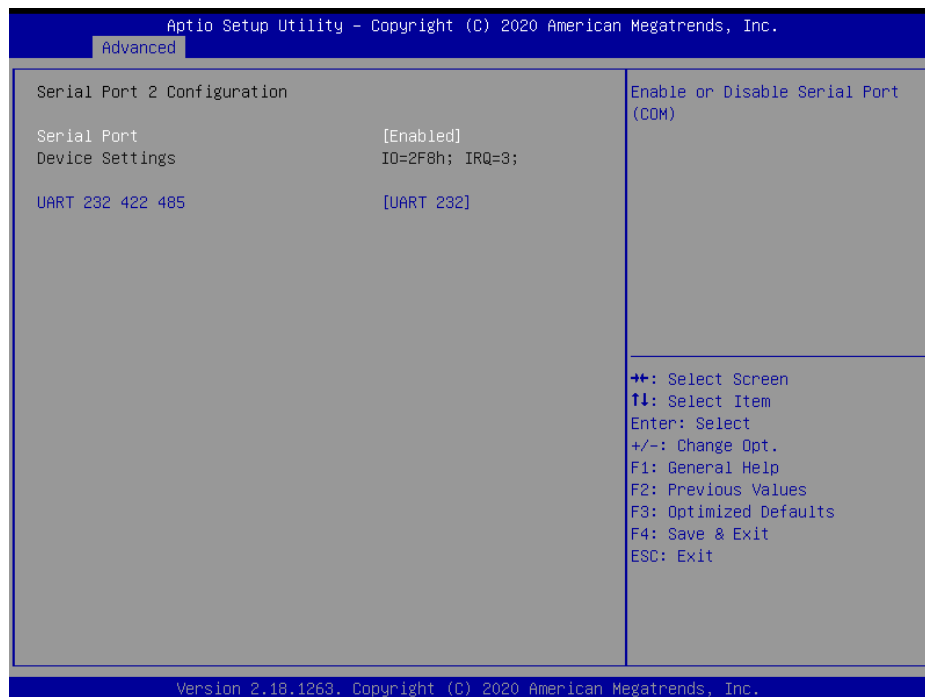 Aptio Setup Utility – Copyright (C) 2020 American Megatrends, Inc.
Advanced
Serial Port 2 Configuration
Serial Port [Enabled]
Device Settings IO=2F8h; IRQ=3;
UART 232 422 485 [UART 232]
Enable or Disable Serial Port
(COM)
→←: Select Screen
↑↓: Select Item
Enter: Select
+/-: Change Opt.
F1: General Help
F2: Previous Values
F3: Optimized Defaults
F4: Save & Exit
ESC: Exit
Version 2.18.1263. Copyright (C) 2020 American Megatrends, Inc.